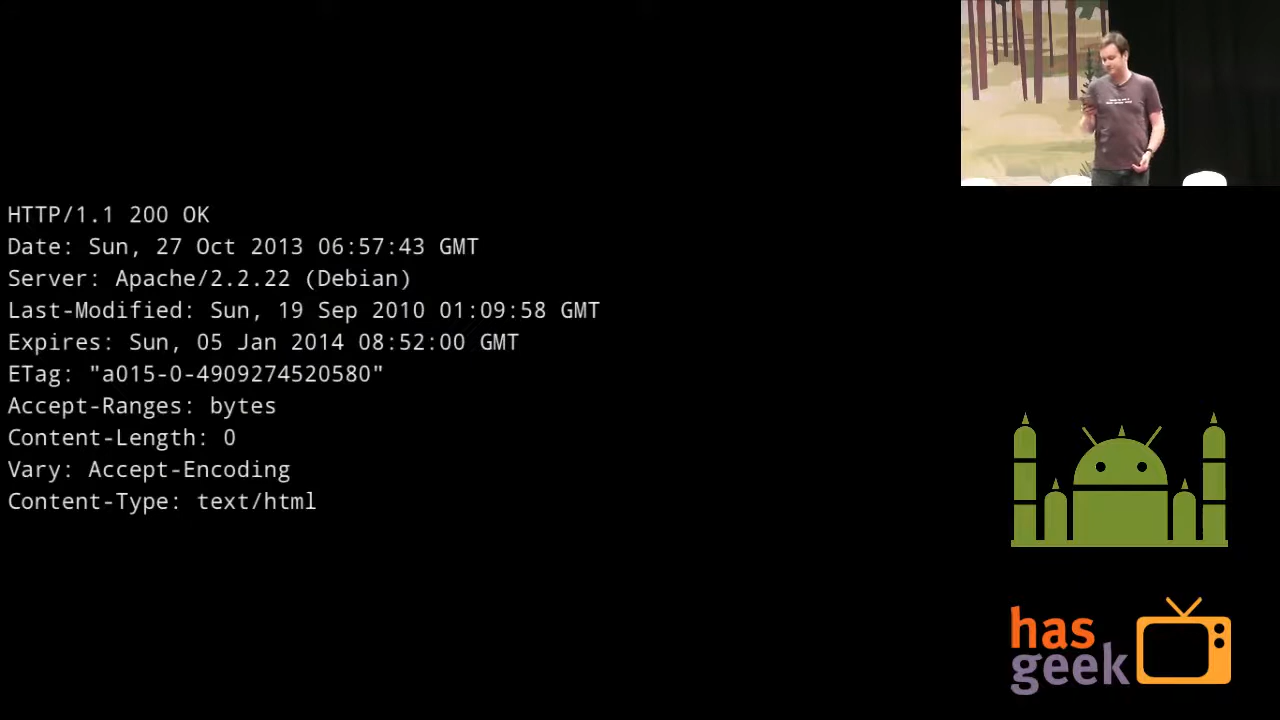 HTTP/1.1 200 OK
Date: Sun, 27 Oct 2013 06:57:43 GMT
Server: Apache/2.2.22 (Debian)
Last-Modified: Sun, 19 Sep 2010 01:09:58 GMT
Expires: Sun, 05 Jan 2014 08:52:00 GMT
ETag: "a015-0-4909274520580"
Accept-Ranges: bytes
Content-Length: 0
Vary: Accept-Encoding
Content-Type: text/html
has
geek